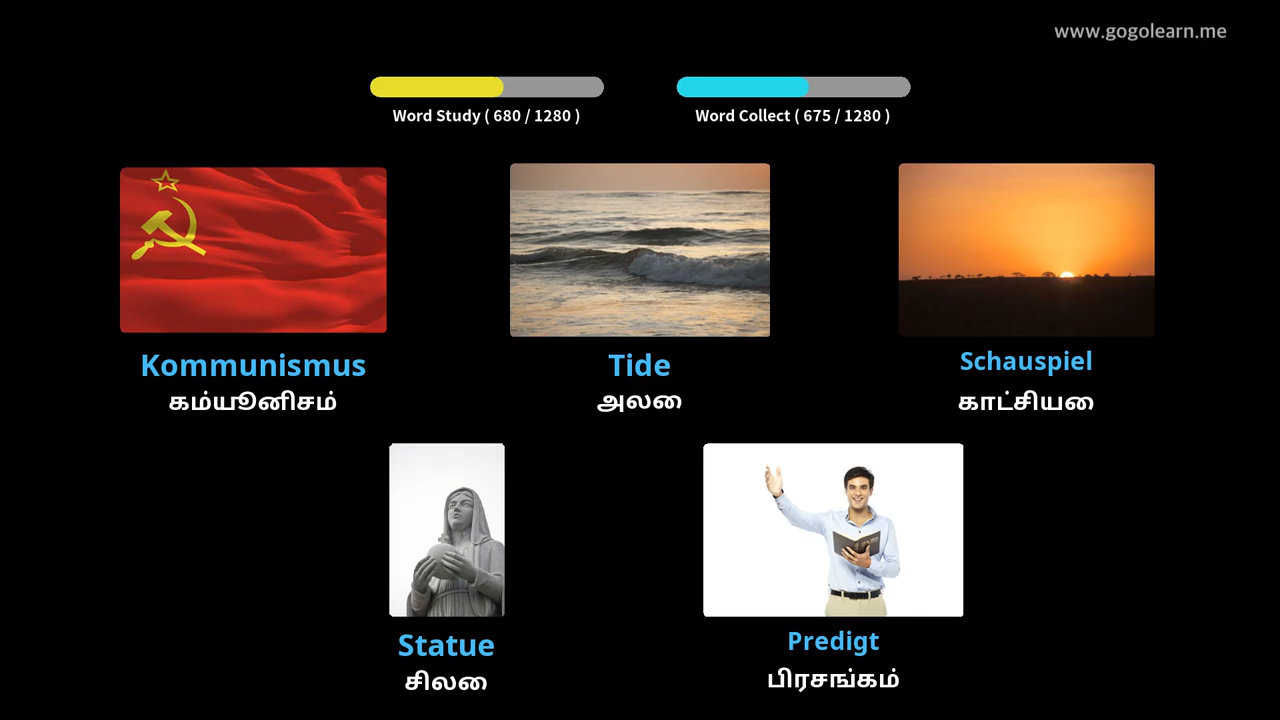 www.gogolearn.me
Word Study ( 680 / 1280 )
Word Collect ( 675 / 1280 )
Kommunismus
கம்யூனிசம்
Tide
அலை
Schauspiel
காட்சியை
Statue
சிலை
Predigt
பிரசங்கம்